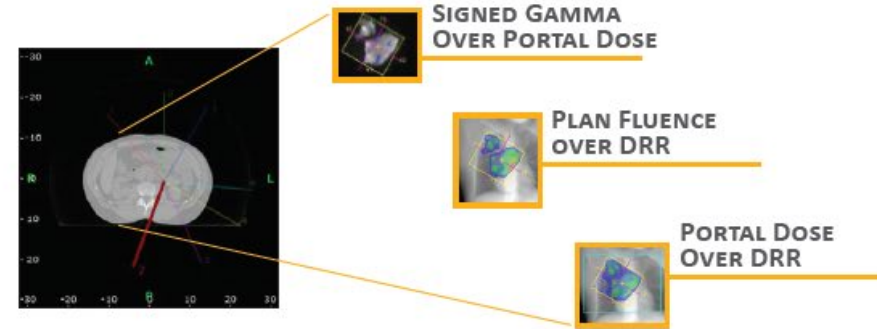 SIGNED GAMMA
OVER PORTAL DOSE
PLAN FLUENCE
OVER DRR
PORTAL DOSE
OVER DRR
-30
A
-20
-10
R
0
L
10
20
-30 -20 -10 0 10 20 30